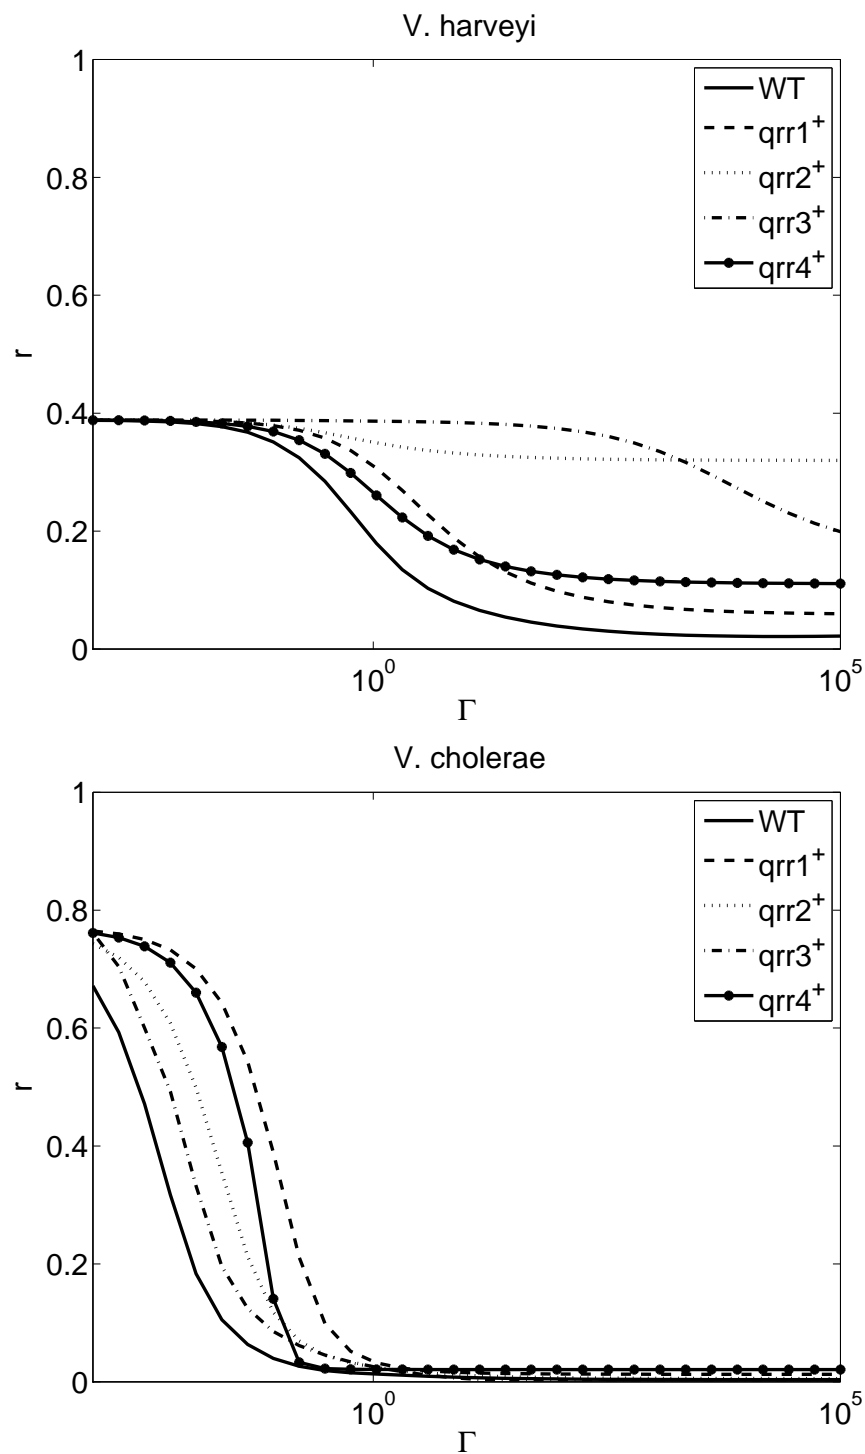 V. harveyi
1
0.8
0.6
0.4
0.2
0
r
10^0
10^5
Γ
WT
qrr1^+
qrr2^+
qrr3^+
qrr4^+
V. cholerae
1
0.8
0.6
0.4
0.2
0
r
10^0
10^5
Γ
WT
qrr1^+
qrr2^+
qrr3^+
qrr4^+